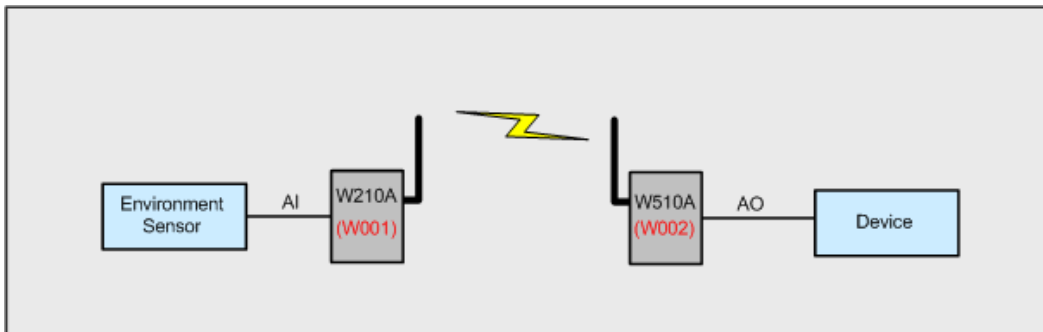 Environment
Sensor
AI
W210A
(W001)
W510A
(W002)
AO
Device